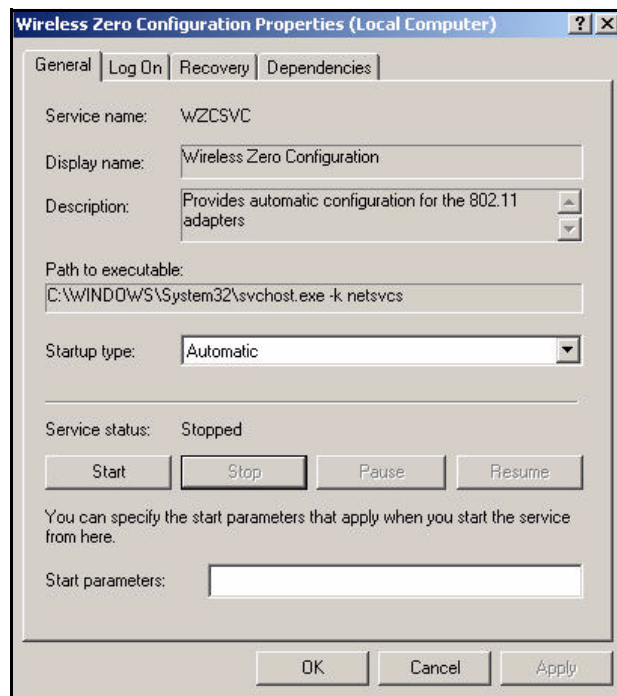 Wireless Zero Configuration Properties (Local Computer)
General Log On Recovery Dependencies
Service name: WZCSVC
Display name: Wireless Zero Configuration
Description: Provides automatic configuration for the 802.11
adapters
Path to executable:
C:\WINDOWS\System32\svchost.exe -k netsvcs
Startup type: Automatic
Service status: Stopped
Start Stop Pause Resume
You can specify the start parameters that apply when you start the service
from here.
Start parameters:
OK Cancel Apply